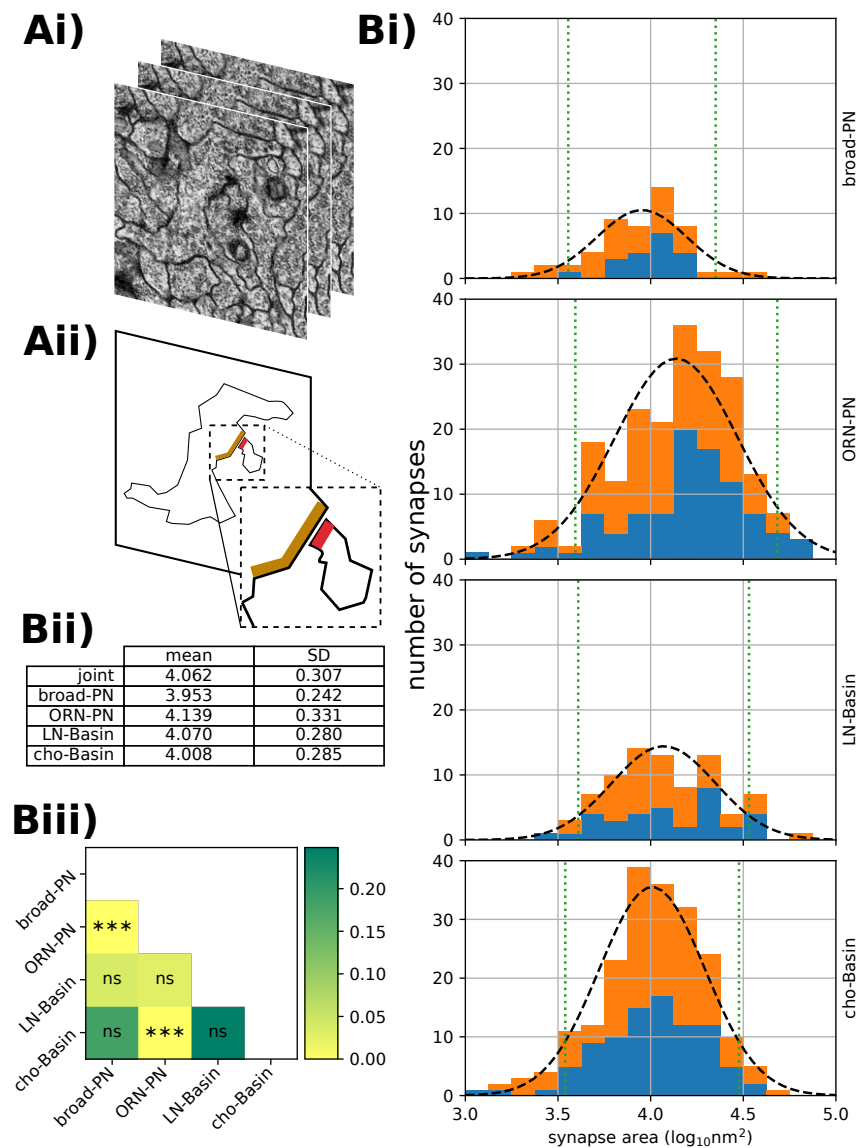 Ai)
Aii)
Bii)
mean SD
joint 4.062 0.307
broad-PN 3.953 0.242
ORN-PN 4.139 0.331
LN-Basin 4.070 0.280
cho-Basin 4.008 0.285
Biii)
broad-PN
ORN-PN
LN-Basin
cho-Basin
***
ns ns
ns *** ns
broad-PN ORN-PN LN-Basin cho-Basin
0.20
0.15
0.10
0.05
0.00
Bi)
number of synapses
40
30
20
10
0
broad-PN
40
30
20
10
0
ORN-PN
40
30
20
10
0
LN-Basin
40
30
20
10
0
cho-Basin
3.0 3.5 4.0 4.5 5.0
synapse area (log₁₀nm²)